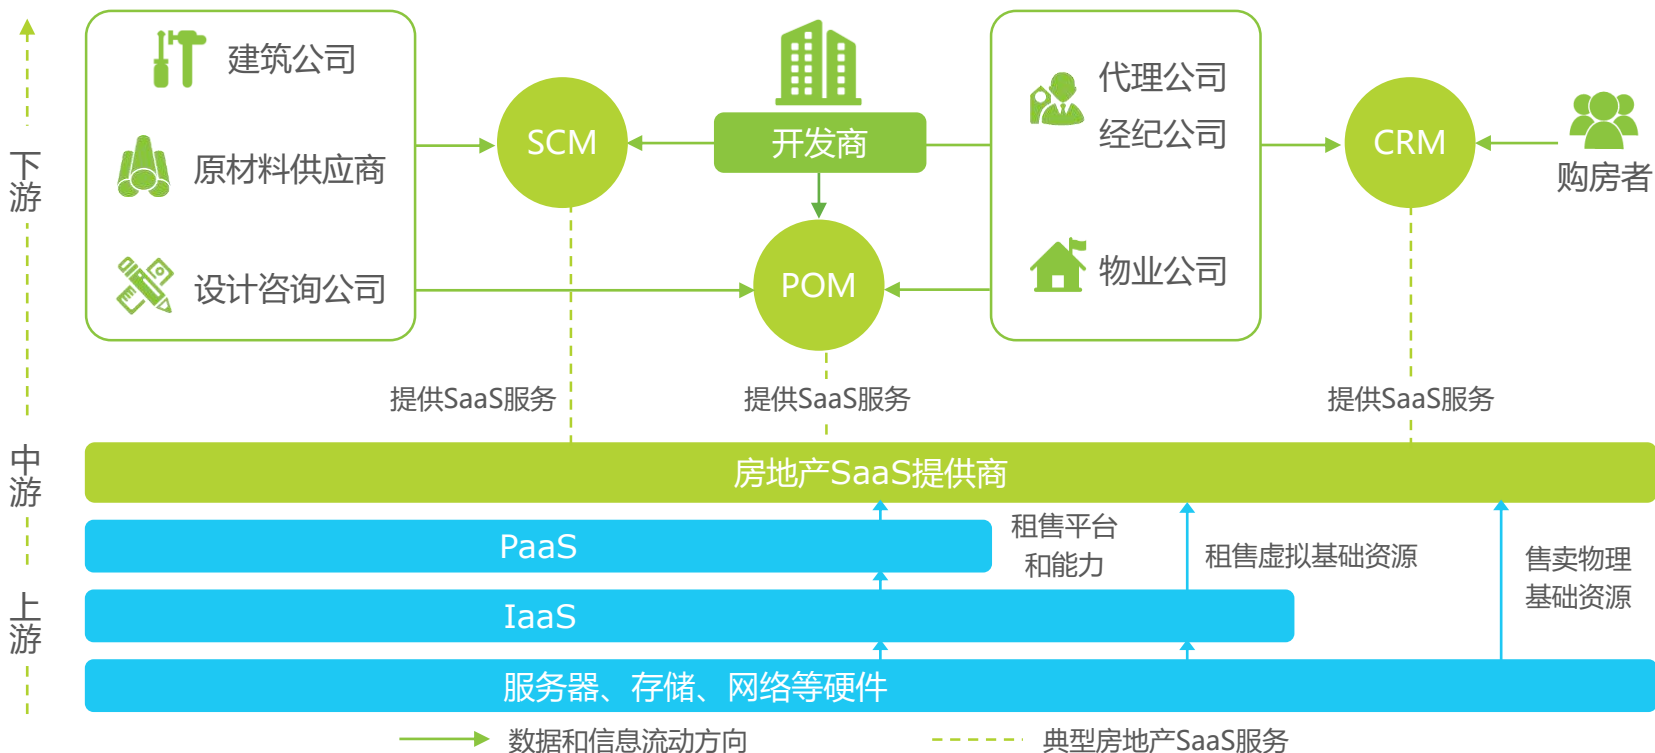 下游
建筑公司
原材料供应商
设计咨询公司
SCM
开发商
POM
代理公司
经纪公司
物业公司
CRM
购房者
提供SaaS服务
提供SaaS服务
提供SaaS服务
中游
房地产SaaS提供商
PaaS
租售平台
和能力
租售虚拟基础资源
售卖物理
基础资源
上游
IaaS
服务器、存储、网络等硬件
数据和信息流动方向
典型房地产SaaS服务